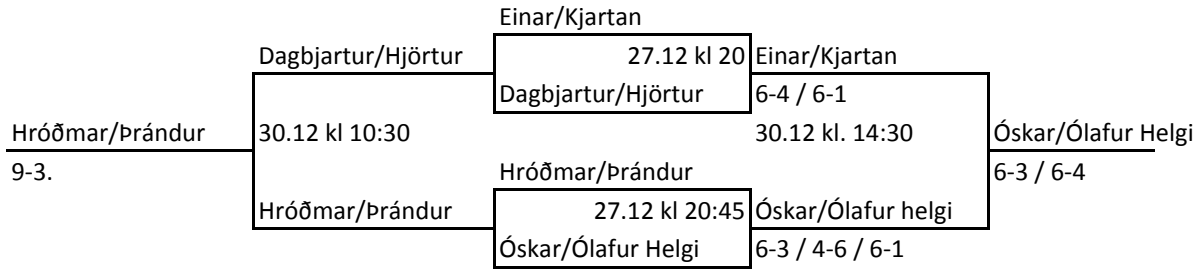 Einar/Kjartan
Dagbjartur/Hjörtur 27.12 kl 20 Einar/Kjartan
Dagbjartur/Hjörtur 6-4 / 6-1
Hróðmar/Þrándur 30.12 kl 10:30 30.12 kl. 14:30 Óskar/Ólafur Helgi
9-3. Hróðmar/Þrándur 6-3 / 6-4
Hróðmar/Þrándur 27.12 kl 20:45 Óskar/Ólafur helgi
Óskar/Ólafur Helgi 6-3 / 4-6 / 6-1